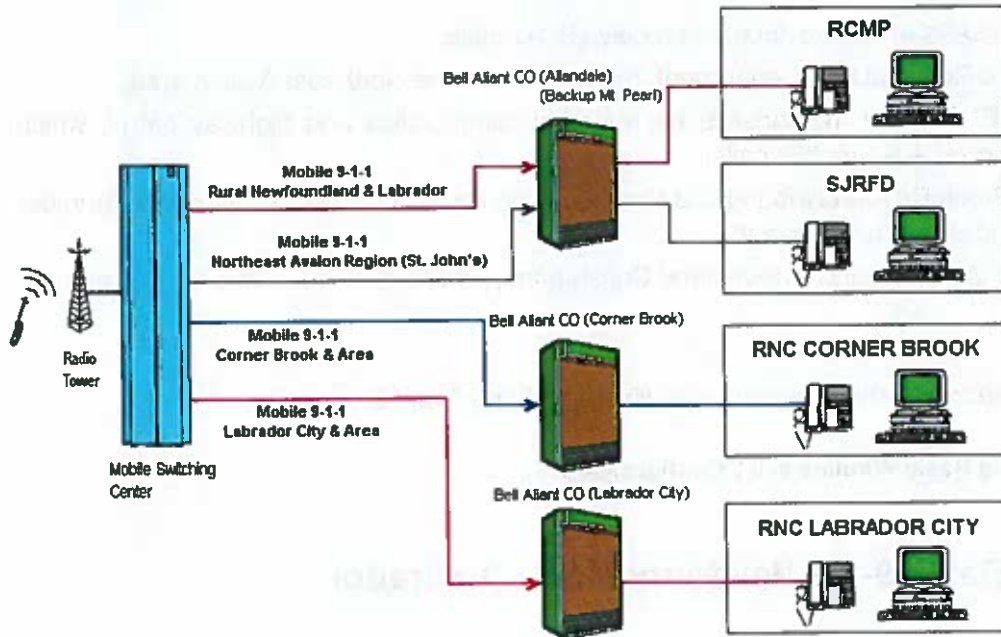 RCMP
Bell Aliant CO (Allandale)
(Backup Mt. Pearl)
Mobile 9-1-1
Rural Newfoundland & Labrador
SJRFD
Mobile 9-1-1
Northeast Avalon Region (St. John's)
Radio
Tower
Bell Aliant CO (Corner Brook)
Mobile 9-1-1
Corner Brook & Area
RNC CORNER BROOK
Mobile 9-1-1
Labrador City & Area
Mobile Switching
Center
Bell Aliant CO (Labrador City)
RNC LABRADOR CITY